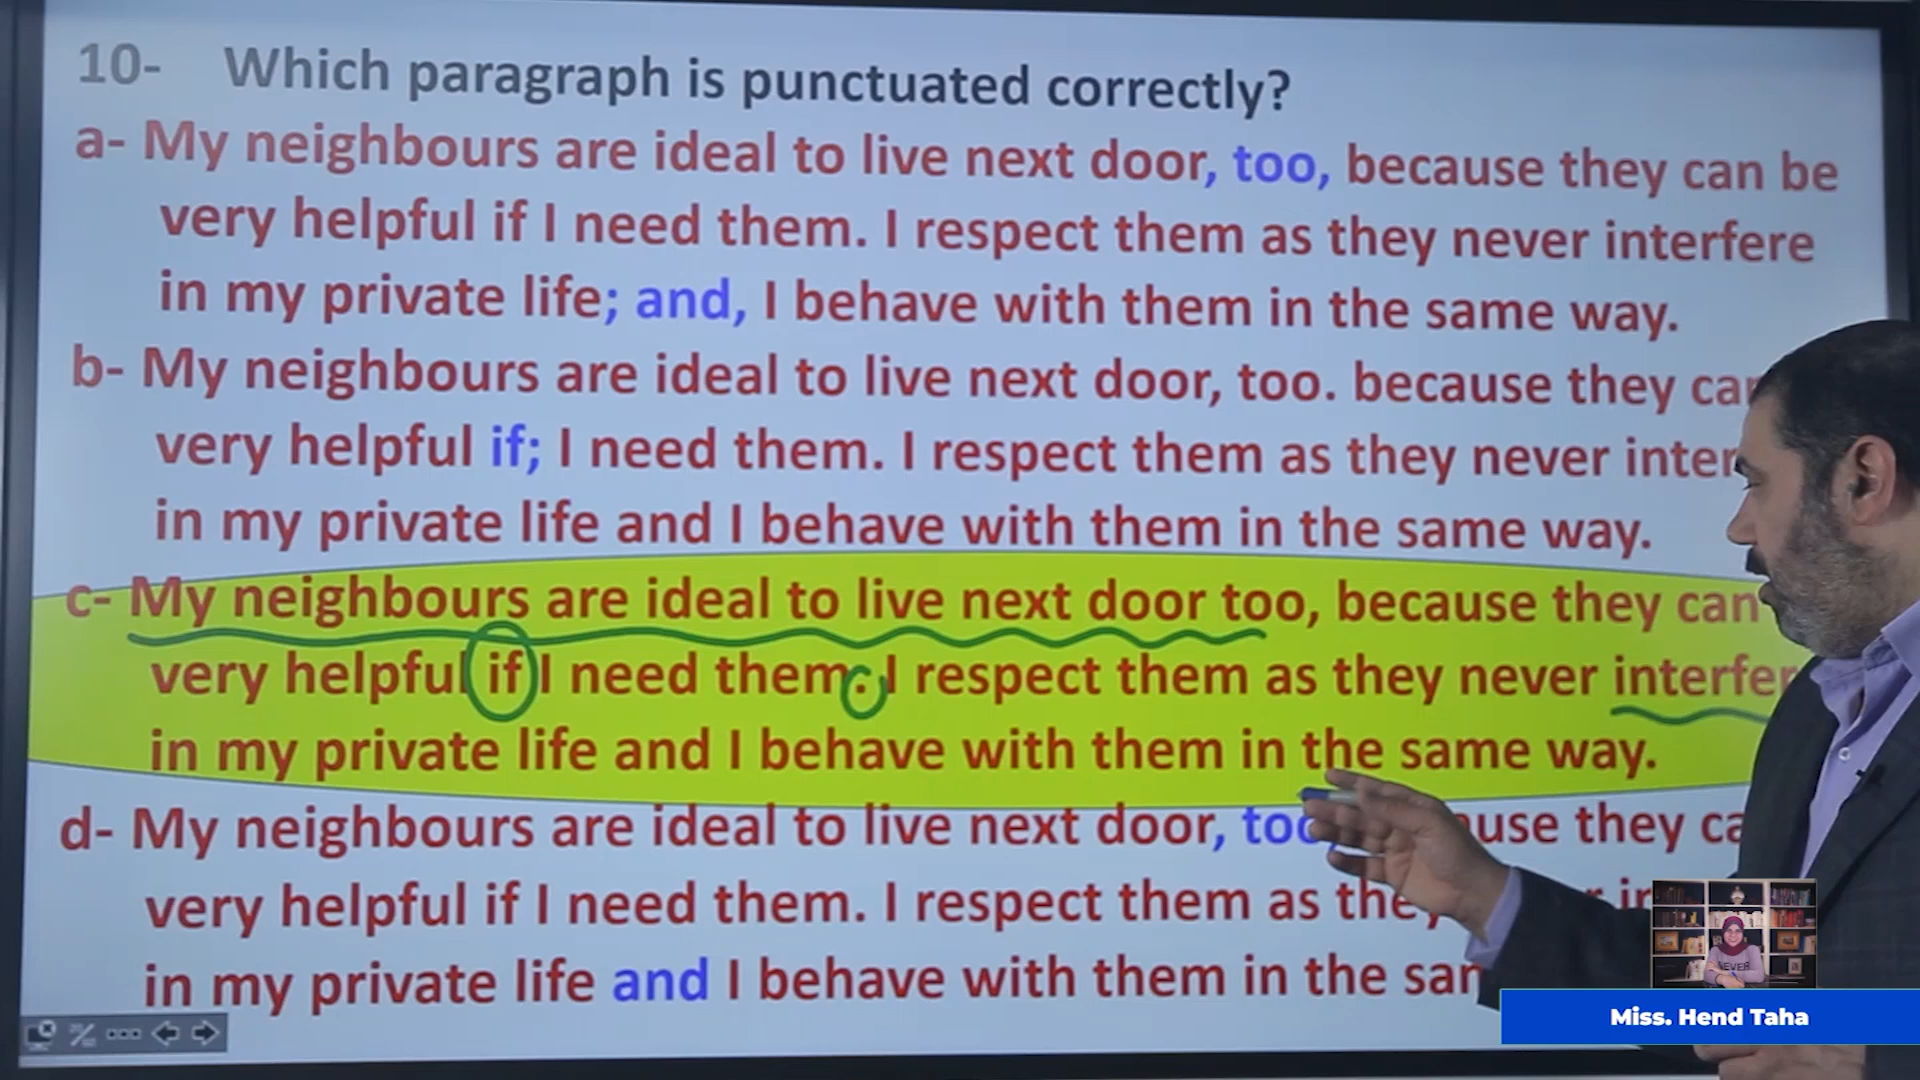 10- Which paragraph is punctuated correctly?
a- My neighbours are ideal to live next door, too, because they can be
very helpful if I need them. I respect them as they never interfere
in my private life; and, I behave with them in the same way.
b- My neighbours are ideal to live next door, too. because they
very helpful if; I need them. I respect them as they never
in my private life and I behave with them in the same way.
c- My neighbours are ideal to live next door too, because they can
very helpful if I need them. I respect them as they never
in my private life and I behave with them in the same way.
d- My neighbours are ideal to live next door, they
very helpful if I need them. I respect them as
in my private life and I behave with them in the
NEVER
Miss. Hend Taha